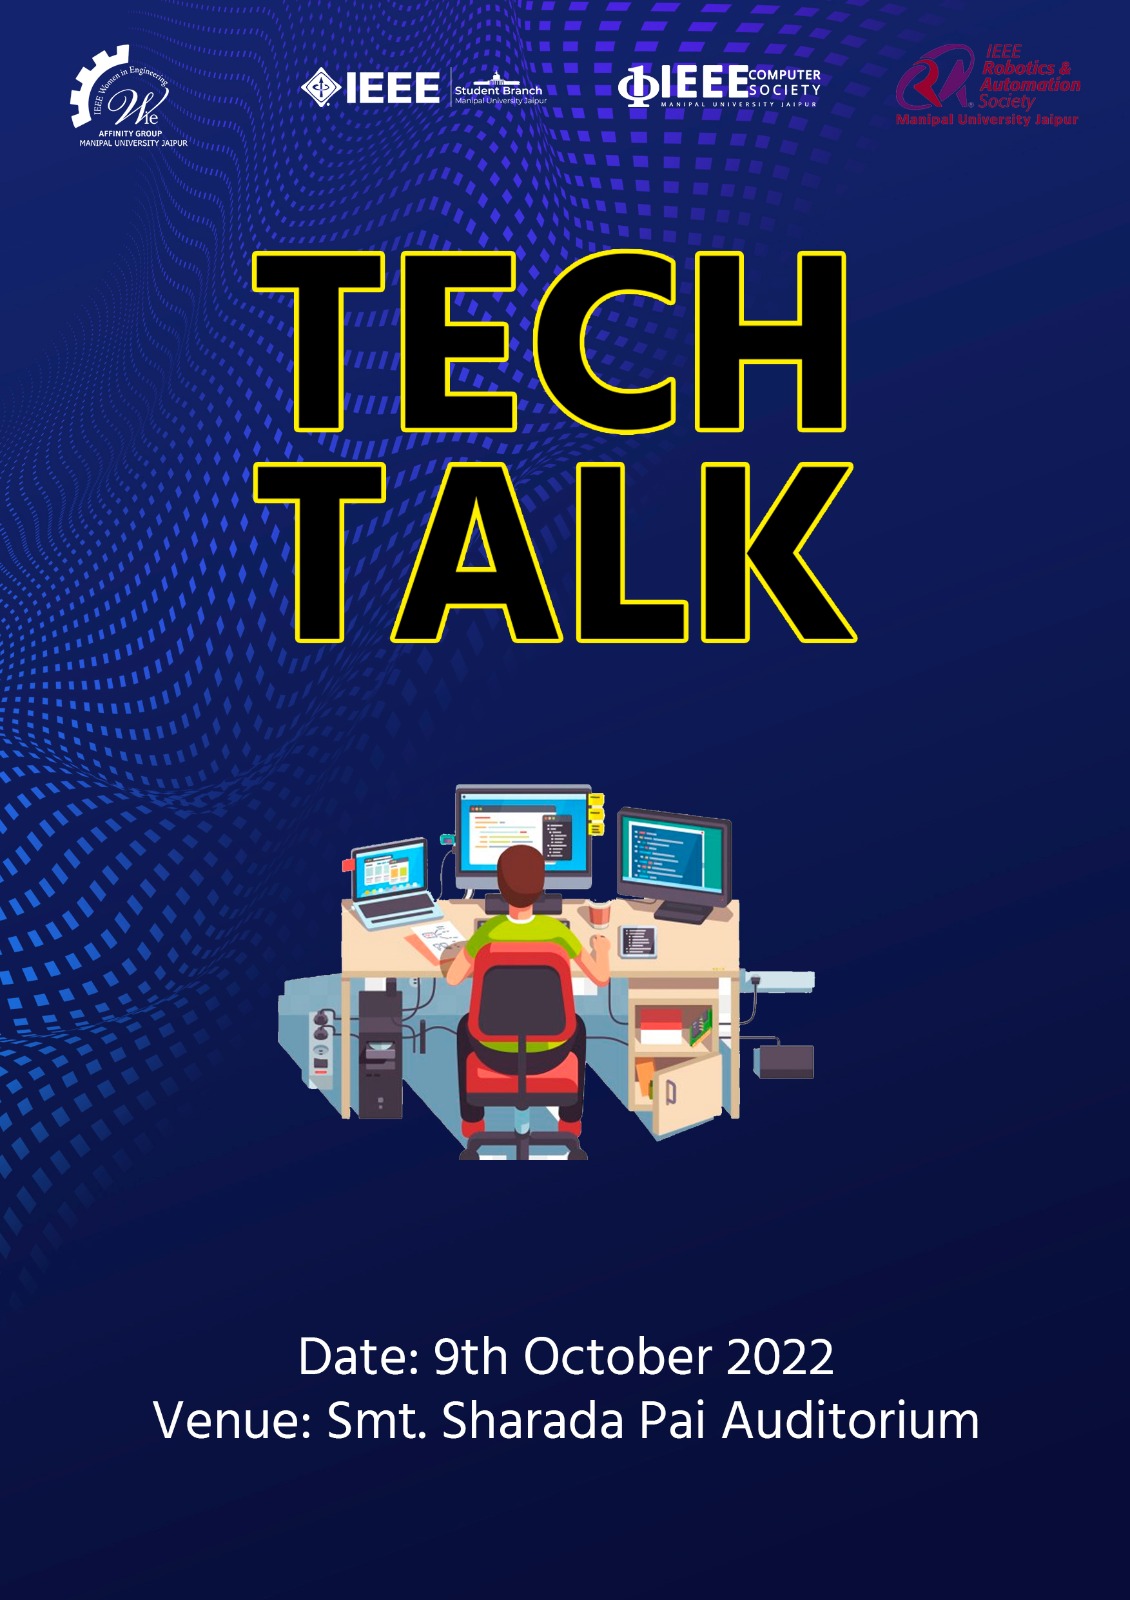 IEEE Women in Engineering
Wie
AFFINITY GROUP
MANIPAL UNIVERSITY JAIPUR
IEEE
Student Branch
Manipal University Jaipur
IEEE COMPUTER
SOCIETY
MANIPAL UNIVERSITY JAIPUR
IEEE
Robotics &
Automation
Society
Manipal University Jaipur
TECH
TALK
Date: 9th October 2022
Venue: Smt. Sharada Pai Auditorium